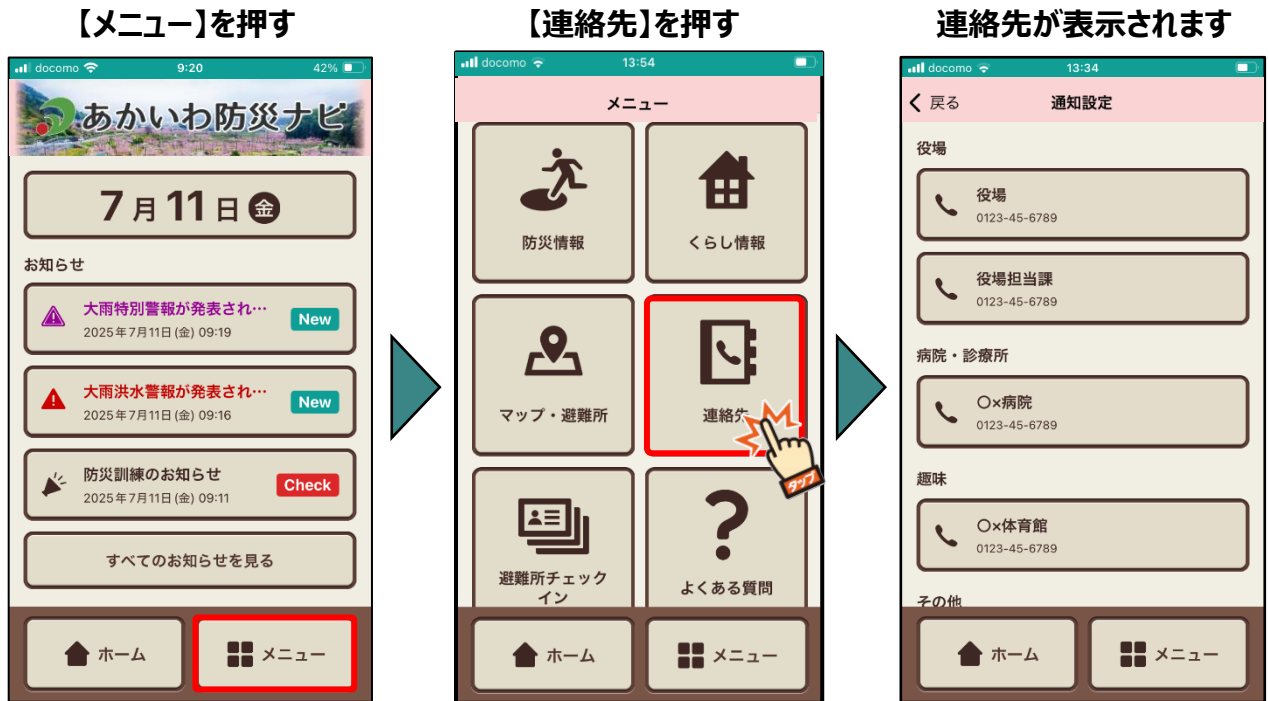 【メニュー】を押す
docomo 9:20 42%
あかいわ防災ナビ
7月11日 金
お知らせ
大雨特別警報が発表され…
2025年7月11日(金) 09:19
New
大雨洪水警報が発表され…
2025年7月11日(金) 09:16
New
防災訓練のお知らせ
2025年7月11日(金) 09:11
Check
すべてのお知らせを見る
ホーム
メニュー
【連絡先】を押す
docomo 13:54
メニュー
防災情報
くらし情報
マップ・避難所
連絡先
タップ
避難所チェック
イン
よくある質問
ホーム
メニュー
連絡先が表示されます
docomo 13:34
戻る 通知設定
役場
役場
0123-45-6789
役場担当課
0123-45-6789
病院・診療所
○×病院
0123-45-6789
趣味
○×体育館
0123-45-6789
その他
ホーム
メニュー